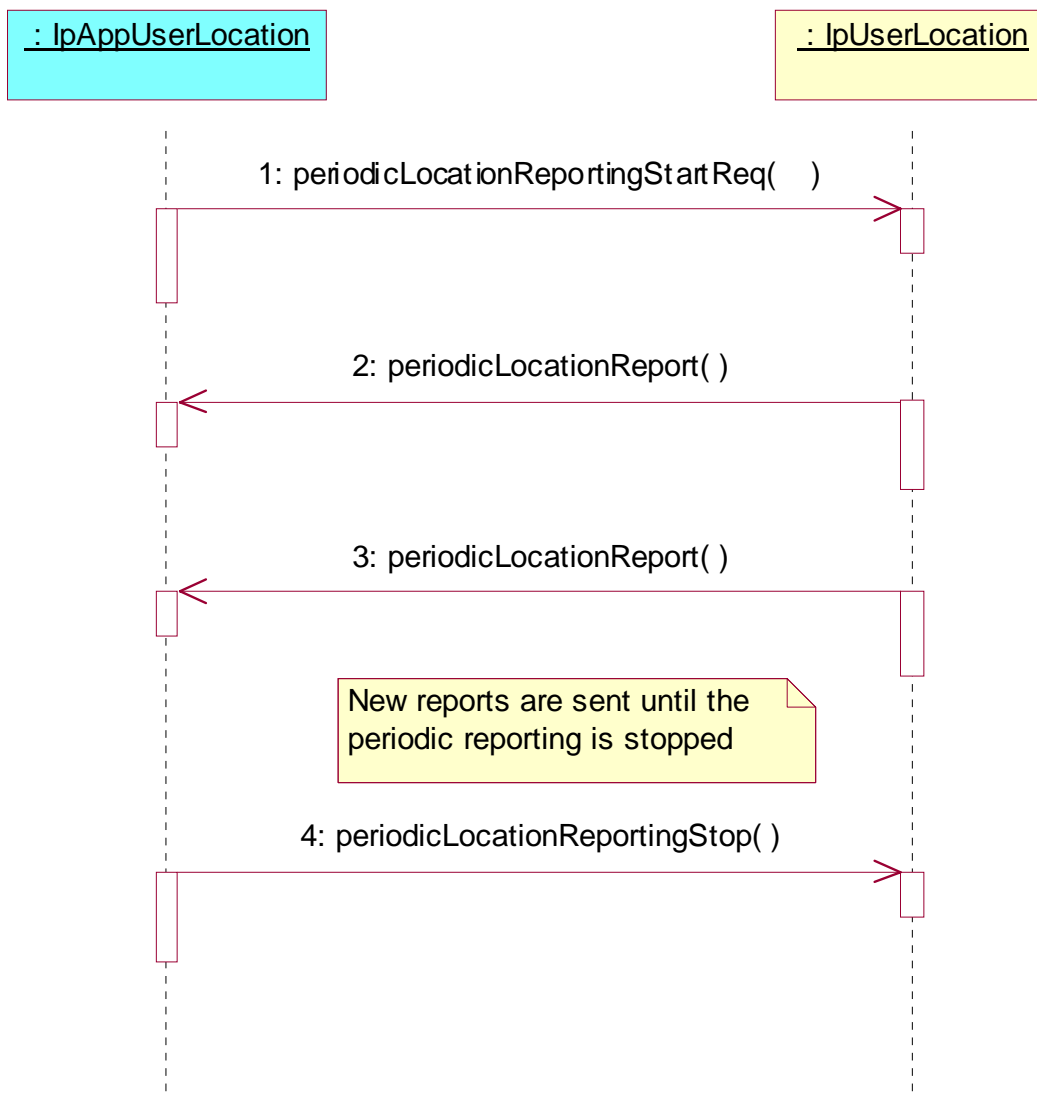 : IpAppUserLocation
: IpUserLocation
1: periodicLocationReportingStartReq( )
2: periodicLocationReport( )
3: periodicLocationReport( )
New reports are sent until the
periodic reporting is stopped
4: periodicLocationReportingStop( )